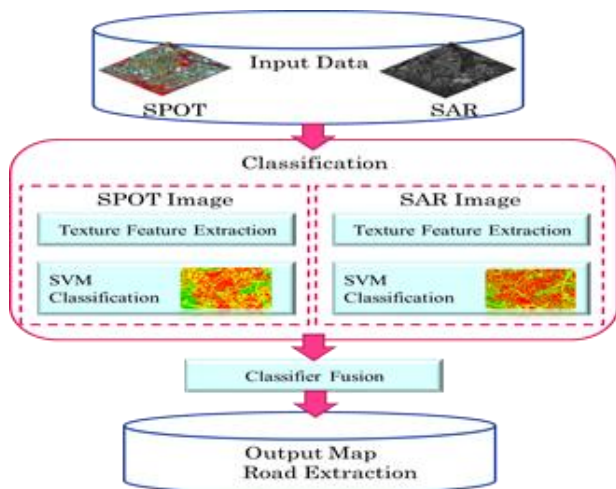 Input Data
SPOT
SAR
Classification
SPOT Image
Texture Feature Extraction
SVM
Classification
SAR Image
Texture Feature Extraction
SVM
Classification
Classifier Fusion
Output Map
Road Extraction